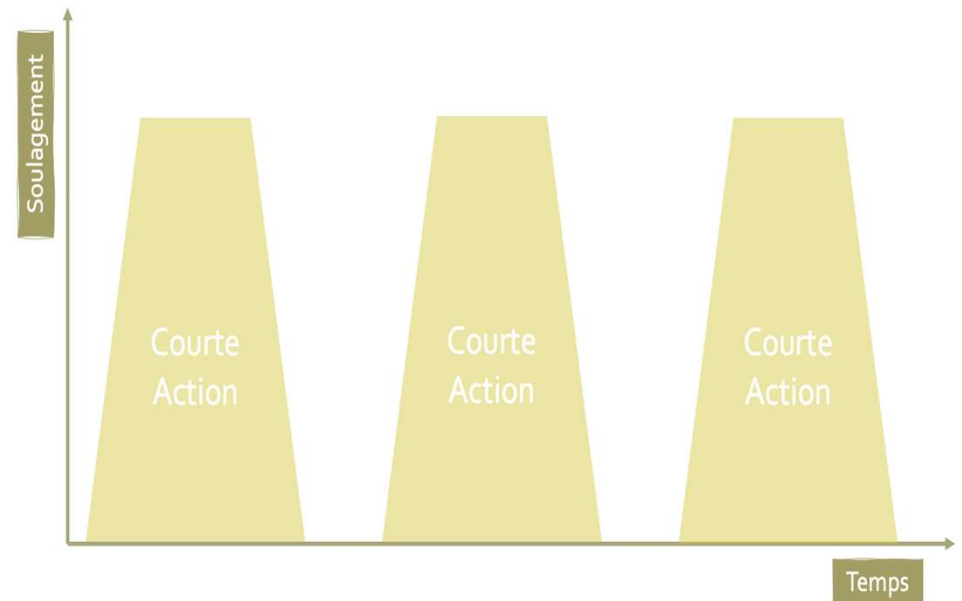 Soulagement
Courte
Action
Courte
Action
Courte
Action
Temps